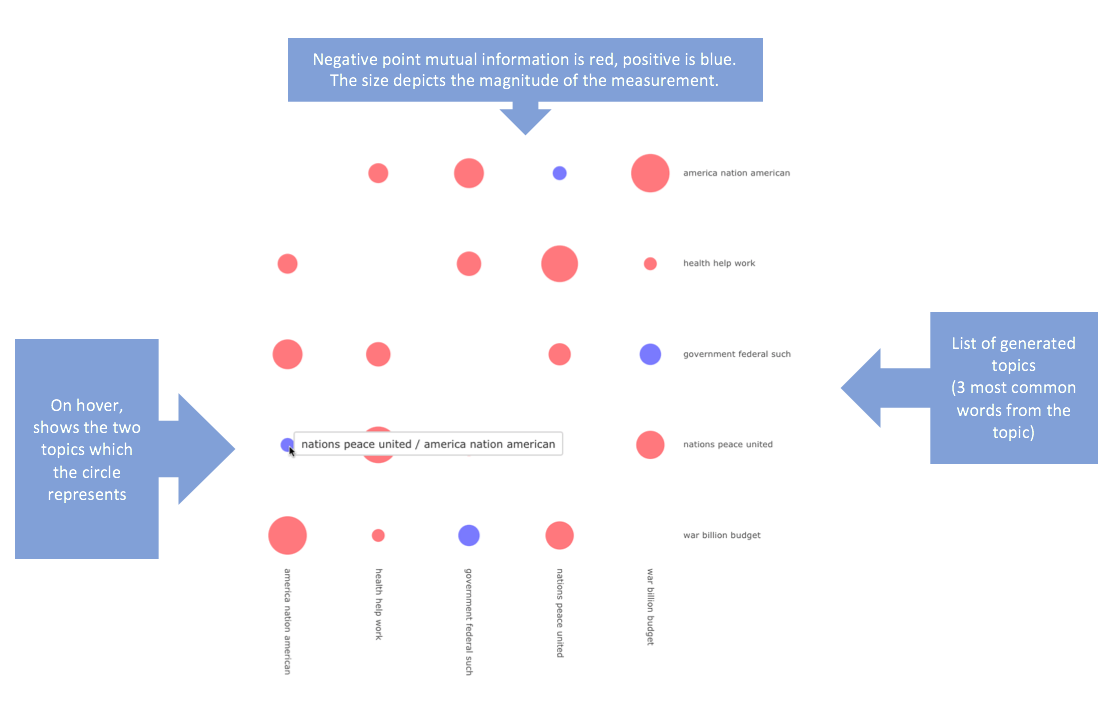 Negative point mutual information is red, positive is blue.
The size depicts the magnitude of the measurement.
america nation american
health help work
government federal such
nations peace united
war billion budget
On hover,
shows the two
topics which
the circle
represents
nations peace united / america nation american
List of generated
topics
(3 most common
words from the
topic)
america nation american
health help work
government federal such
nations peace united
war billion budget